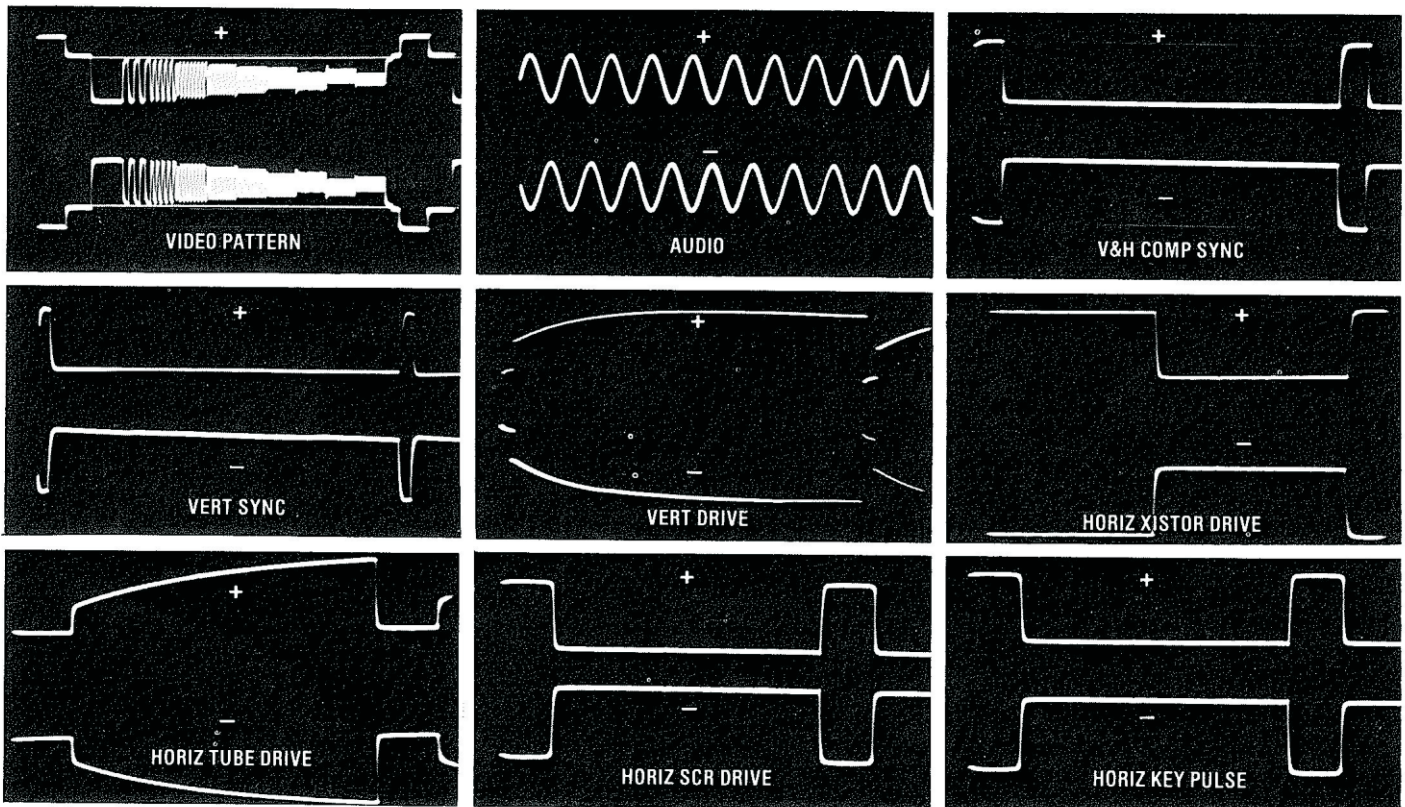 +
VIDEO PATTERN
+
−
AUDIO
+
−
V&H COMP SYNC
+
−
VERT SYNC
+
−
VERT DRIVE
+
−
HORIZ XISTOR DRIVE
+
−
HORIZ TUBE DRIVE
+
−
HORIZ SCR DRIVE
+
−
HORIZ KEY PULSE